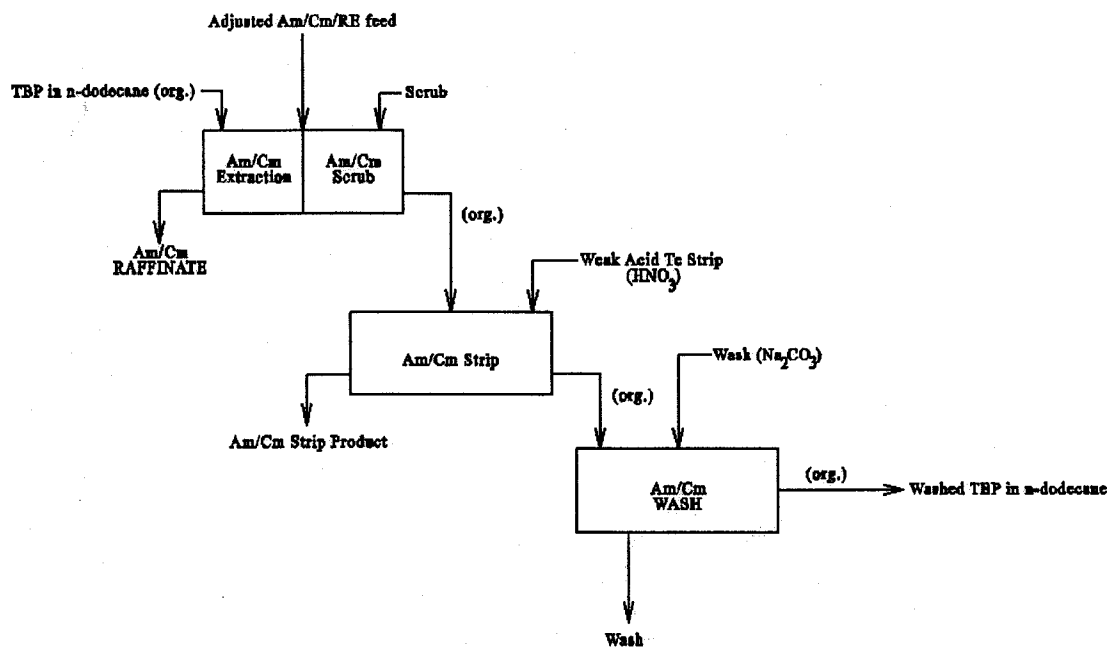 Adjusted Am/Cm/RE feed
TBP in n-dodecane (org.)
Scrub
Am/Cm
Extraction
Am/Cm
Scrub
(org.)
Am/Cm
RAFFINATE
Weak Acid Tc Strip
(HNO3)
Am/Cm Strip
Wash (Na2CO3)
(org.)
Am/Cm Strip Product
(org.)
Am/Cm
WASH
Washed TBP in n-dodecane
Wash